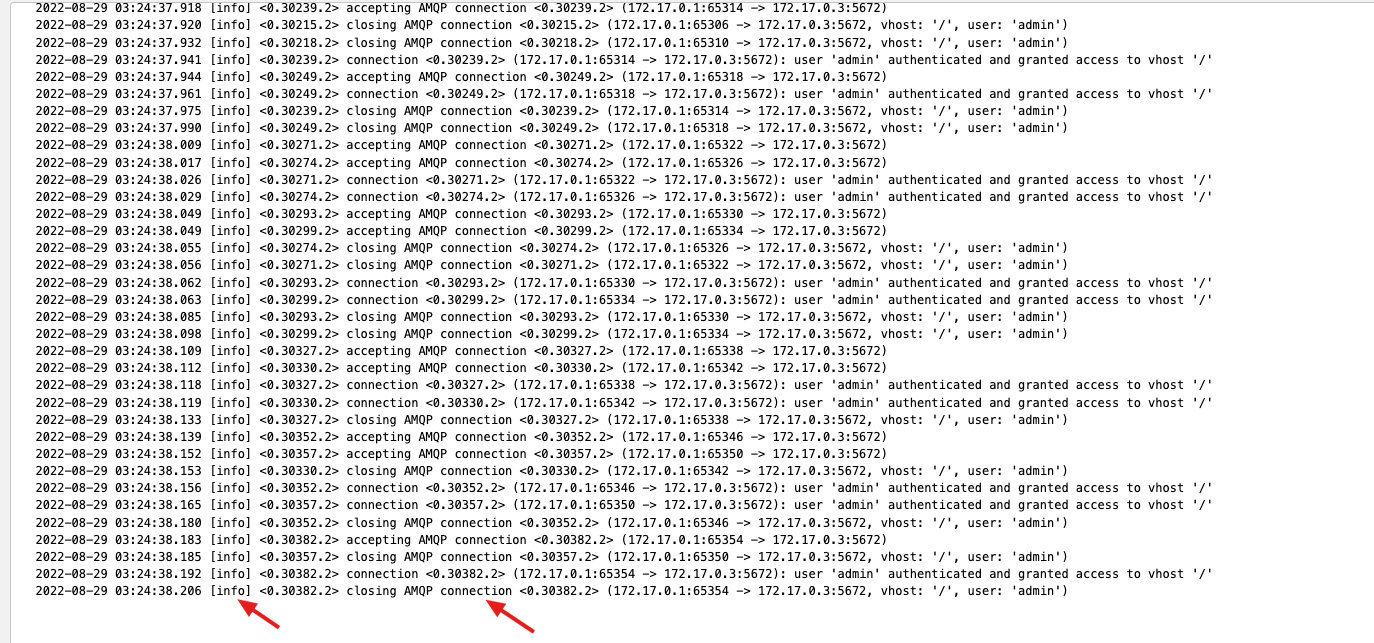 2022-08-29 03:24:37.918 [info] <0.30239.2> accepting AMQP connection <0.30239.2> (172.17.0.1:65314 -> 172.17.0.3:5672)
2022-08-29 03:24:37.920 [info] <0.30215.2> closing AMQP connection <0.30215.2> (172.17.0.1:65306 -> 172.17.0.3:5672, vhost: '/', user: 'admin')
2022-08-29 03:24:37.932 [info] <0.30218.2> closing AMQP connection <0.30218.2> (172.17.0.1:65310 -> 172.17.0.3:5672, vhost: '/', user: 'admin')
2022-08-29 03:24:37.941 [info] <0.30239.2> connection <0.30239.2> (172.17.0.1:65314 -> 172.17.0.3:5672): user 'admin' authenticated and granted access to vhost '/'
2022-08-29 03:24:37.944 [info] <0.30249.2> accepting AMQP connection <0.30249.2> (172.17.0.1:65318 -> 172.17.0.3:5672)
2022-08-29 03:24:37.961 [info] <0.30249.2> connection <0.30249.2> (172.17.0.1:65318 -> 172.17.0.3:5672): user 'admin' authenticated and granted access to vhost '/'
2022-08-29 03:24:37.975 [info] <0.30239.2> closing AMQP connection <0.30239.2> (172.17.0.1:65314 -> 172.17.0.3:5672, vhost: '/', user: 'admin')
2022-08-29 03:24:37.990 [info] <0.30249.2> closing AMQP connection <0.30249.2> (172.17.0.1:65318 -> 172.17.0.3:5672, vhost: '/', user: 'admin')
2022-08-29 03:24:38.009 [info] <0.30271.2> accepting AMQP connection <0.30271.2> (172.17.0.1:65322 -> 172.17.0.3:5672)
2022-08-29 03:24:38.017 [info] <0.30274.2> accepting AMQP connection <0.30274.2> (172.17.0.1:65326 -> 172.17.0.3:5672)
2022-08-29 03:24:38.026 [info] <0.30271.2> connection <0.30271.2> (172.17.0.1:65322 -> 172.17.0.3:5672): user 'admin' authenticated and granted access to vhost '/'
2022-08-29 03:24:38.029 [info] <0.30274.2> connection <0.30274.2> (172.17.0.1:65326 -> 172.17.0.3:5672): user 'admin' authenticated and granted access to vhost '/'
2022-08-29 03:24:38.049 [info] <0.30293.2> accepting AMQP connection <0.30293.2> (172.17.0.1:65330 -> 172.17.0.3:5672)
2022-08-29 03:24:38.049 [info] <0.30299.2> accepting AMQP connection <0.30299.2> (172.17.0.1:65334 -> 172.17.0.3:5672)
2022-08-29 03:24:38.055 [info] <0.30274.2> closing AMQP connection <0.30274.2> (172.17.0.1:65326 -> 172.17.0.3:5672, vhost: '/', user: 'admin')
2022-08-29 03:24:38.056 [info] <0.30271.2> closing AMQP connection <0.30271.2> (172.17.0.1:65322 -> 172.17.0.3:5672, vhost: '/', user: 'admin')
2022-08-29 03:24:38.062 [info] <0.30293.2> connection <0.30293.2> (172.17.0.1:65330 -> 172.17.0.3:5672): user 'admin' authenticated and granted access to vhost '/'
2022-08-29 03:24:38.063 [info] <0.30299.2> connection <0.30299.2> (172.17.0.1:65334 -> 172.17.0.3:5672): user 'admin' authenticated and granted access to vhost '/'
2022-08-29 03:24:38.085 [info] <0.30293.2> closing AMQP connection <0.30293.2> (172.17.0.1:65330 -> 172.17.0.3:5672, vhost: '/', user: 'admin')
2022-08-29 03:24:38.098 [info] <0.30299.2> closing AMQP connection <0.30299.2> (172.17.0.1:65334 -> 172.17.0.3:5672, vhost: '/', user: 'admin')
2022-08-29 03:24:38.109 [info] <0.30327.2> accepting AMQP connection <0.30327.2> (172.17.0.1:65338 -> 172.17.0.3:5672)
2022-08-29 03:24:38.112 [info] <0.30330.2> accepting AMQP connection <0.30330.2> (172.17.0.1:65342 -> 172.17.0.3:5672)
2022-08-29 03:24:38.118 [info] <0.30327.2> connection <0.30327.2> (172.17.0.1:65338 -> 172.17.0.3:5672): user 'admin' authenticated and granted access to vhost '/'
2022-08-29 03:24:38.119 [info] <0.30330.2> connection <0.30330.2> (172.17.0.1:65342 -> 172.17.0.3:5672): user 'admin' authenticated and granted access to vhost '/'
2022-08-29 03:24:38.133 [info] <0.30327.2> closing AMQP connection <0.30327.2> (172.17.0.1:65338 -> 172.17.0.3:5672, vhost: '/', user: 'admin')
2022-08-29 03:24:38.139 [info] <0.30352.2> accepting AMQP connection <0.30352.2> (172.17.0.1:65346 -> 172.17.0.3:5672)
2022-08-29 03:24:38.152 [info] <0.30357.2> accepting AMQP connection <0.30357.2> (172.17.0.1:65350 -> 172.17.0.3:5672)
2022-08-29 03:24:38.153 [info] <0.30330.2> closing AMQP connection <0.30330.2> (172.17.0.1:65342 -> 172.17.0.3:5672, vhost: '/', user: 'admin')
2022-08-29 03:24:38.156 [info] <0.30352.2> connection <0.30352.2> (172.17.0.1:65346 -> 172.17.0.3:5672): user 'admin' authenticated and granted access to vhost '/'
2022-08-29 03:24:38.165 [info] <0.30357.2> connection <0.30357.2> (172.17.0.1:65350 -> 172.17.0.3:5672): user 'admin' authenticated and granted access to vhost '/'
2022-08-29 03:24:38.180 [info] <0.30352.2> closing AMQP connection <0.30352.2> (172.17.0.1:65346 -> 172.17.0.3:5672, vhost: '/', user: 'admin')
2022-08-29 03:24:38.183 [info] <0.30382.2> accepting AMQP connection <0.30382.2> (172.17.0.1:65354 -> 172.17.0.3:5672)
2022-08-29 03:24:38.185 [info] <0.30357.2> closing AMQP connection <0.30357.2> (172.17.0.1:65350 -> 172.17.0.3:5672, vhost: '/', user: 'admin')
2022-08-29 03:24:38.192 [info] <0.30382.2> connection <0.30382.2> (172.17.0.1:65354 -> 172.17.0.3:5672): user 'admin' authenticated and granted access to vhost '/'
2022-08-29 03:24:38.206 [info] <0.30382.2> closing AMQP connection <0.30382.2> (172.17.0.1:65354 -> 172.17.0.3:5672, vhost: '/', user: 'admin')